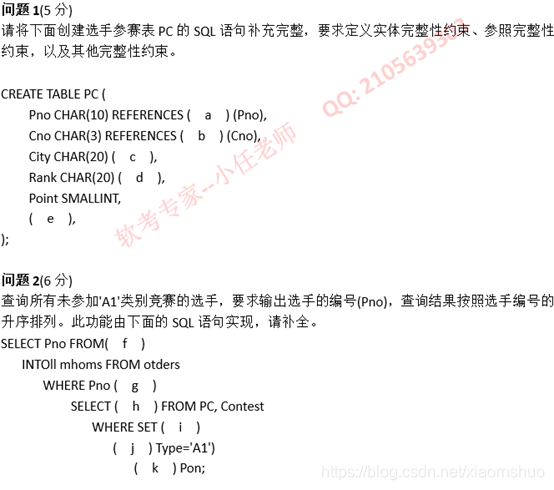 问题 1(5 分)
请将下面创建选手参赛表 PC 的 SQL 语句补充完整，要求定义实体完整性约束、参照完整性
约束，以及其他完整性约束。
CREATE TABLE PC (
Pno CHAR(10) REFERENCES ( a ) (Pno),
Cno CHAR(3) REFERENCES ( b ) (Cno),
City CHAR(20) ( c ),
Rank CHAR(20) ( d ),
Point SMALLINT,
( e ),
);
软考专家--小任老师
QQ: 2105639303
问题 2(6 分)
查询所有未参加'A1'类别竞赛的选手，要求输出选手的编号(Pno)，查询结果按照选手编号的
升序排列。此功能由下面的 SQL 语句实现，请补全。
SELECT Pno FROM( f )
INTOll mhoms FROM otders
WHERE Pno ( g )
SELECT ( h ) FROM PC, Contest
WHERE SET ( i )
( j ) Type='A1')
( k ) Pon;
https://blog.csdn.net/xiaomshuo